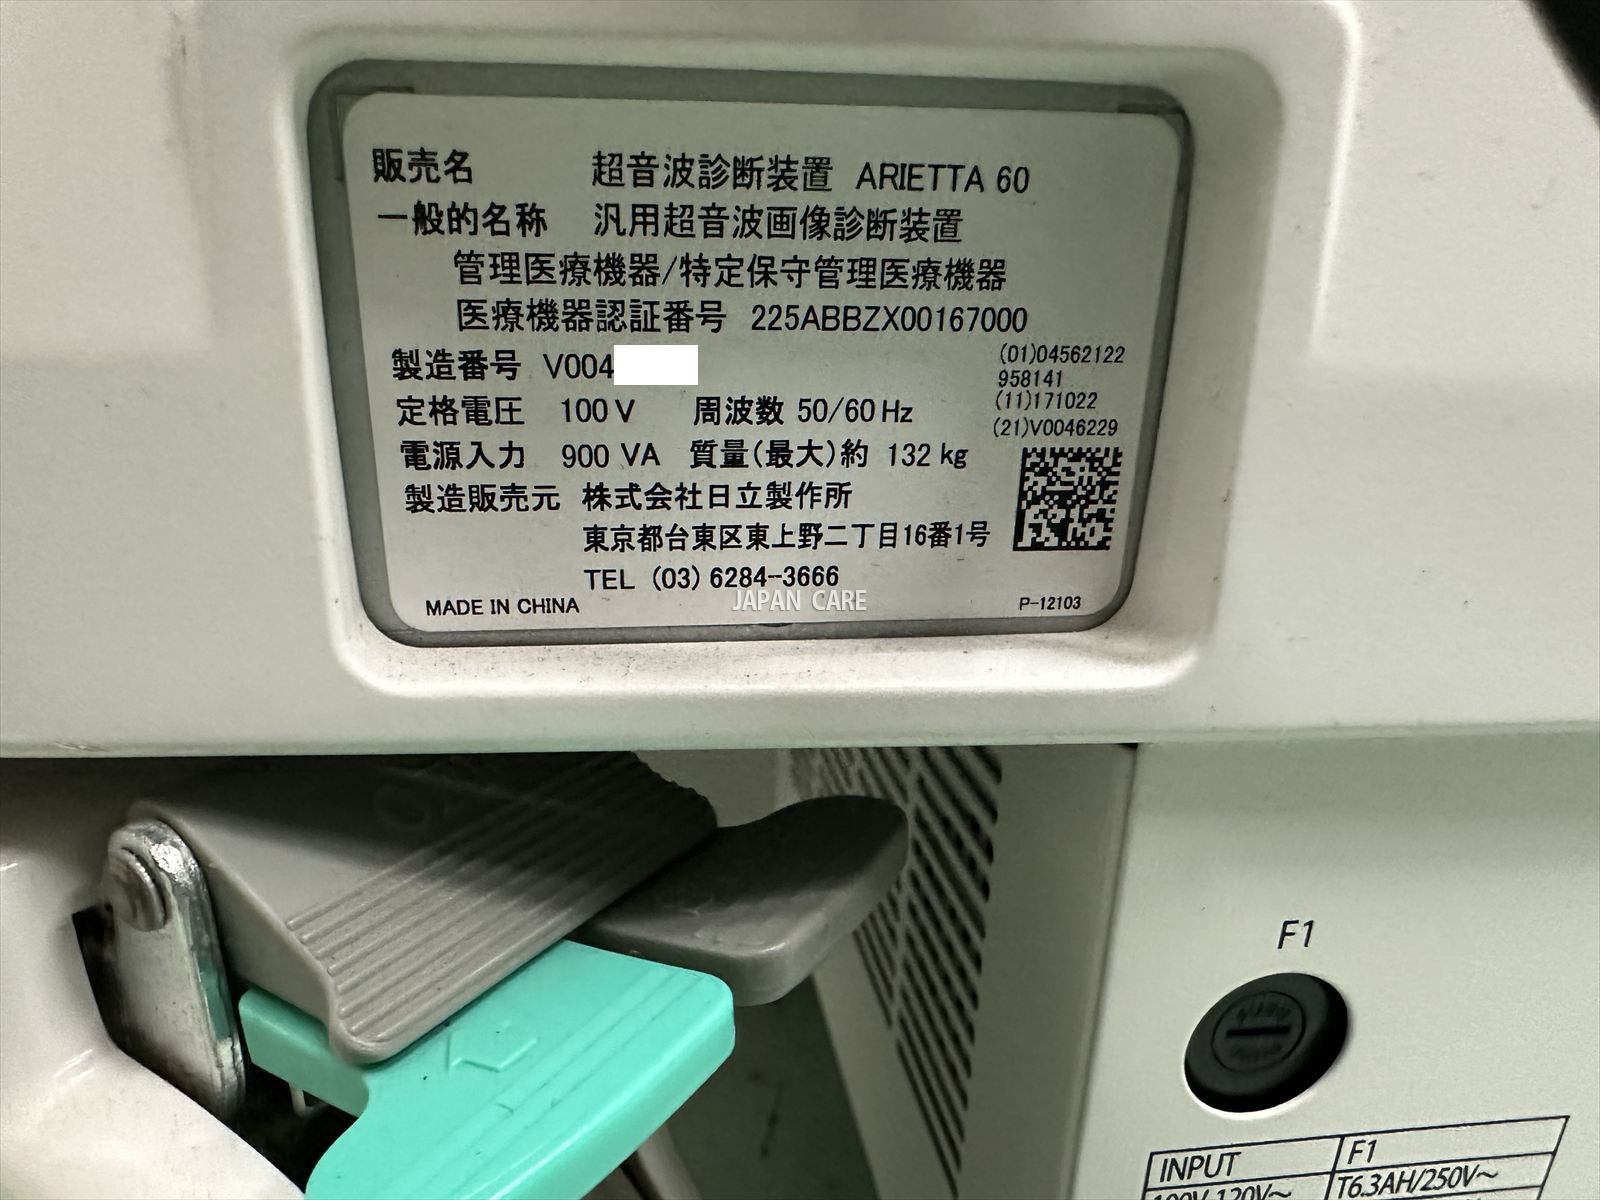 販売名 超音波診断装置 ARIETTA 60
一般的名称 汎用超音波画像診断装置
管理医療機器/特定保守管理医療機器
医療機器認証番号 225ABBZX00167000
製造番号 V004
(01)04562122
958141
(11)171022
(21)V0046229
定格電圧 100 V 周波数 50/60 Hz
電源入力 900 VA 質量(最大)約 132 kg
製造販売元 株式会社日立製作所
東京都台東区東上野二丁目16番1号
TEL (03) 6284-3666
MADE IN CHINA
JAPAN CARE
P-12103
F1
INPUT F1
100V-120V~ T6.3AH/250V~